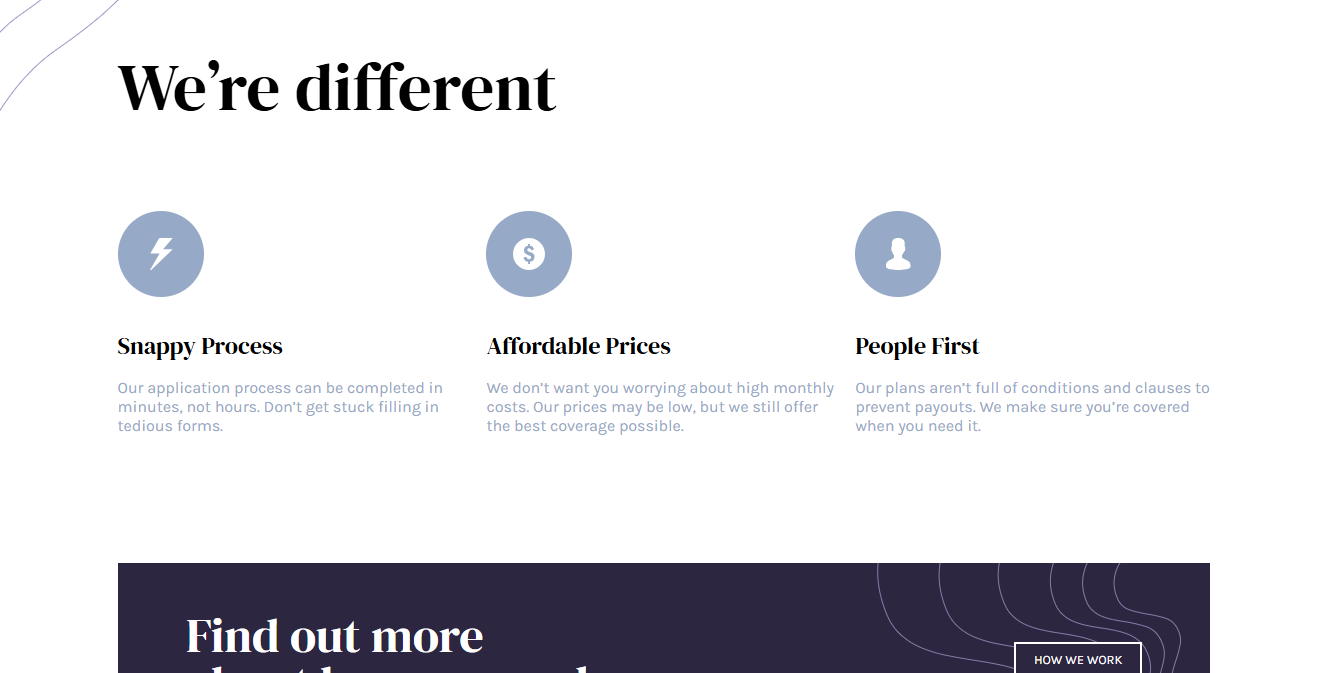 We’re different
Snappy Process
Our application process can be completed in
minutes, not hours. Don’t get stuck filling in
tedious forms.
Affordable Prices
We don’t want you worrying about high monthly
costs. Our prices may be low, but we still offer
the best coverage possible.
People First
Our plans aren’t full of conditions and clauses to
prevent payouts. We make sure you’re covered
when you need it.
Find out more
HOW WE WORK